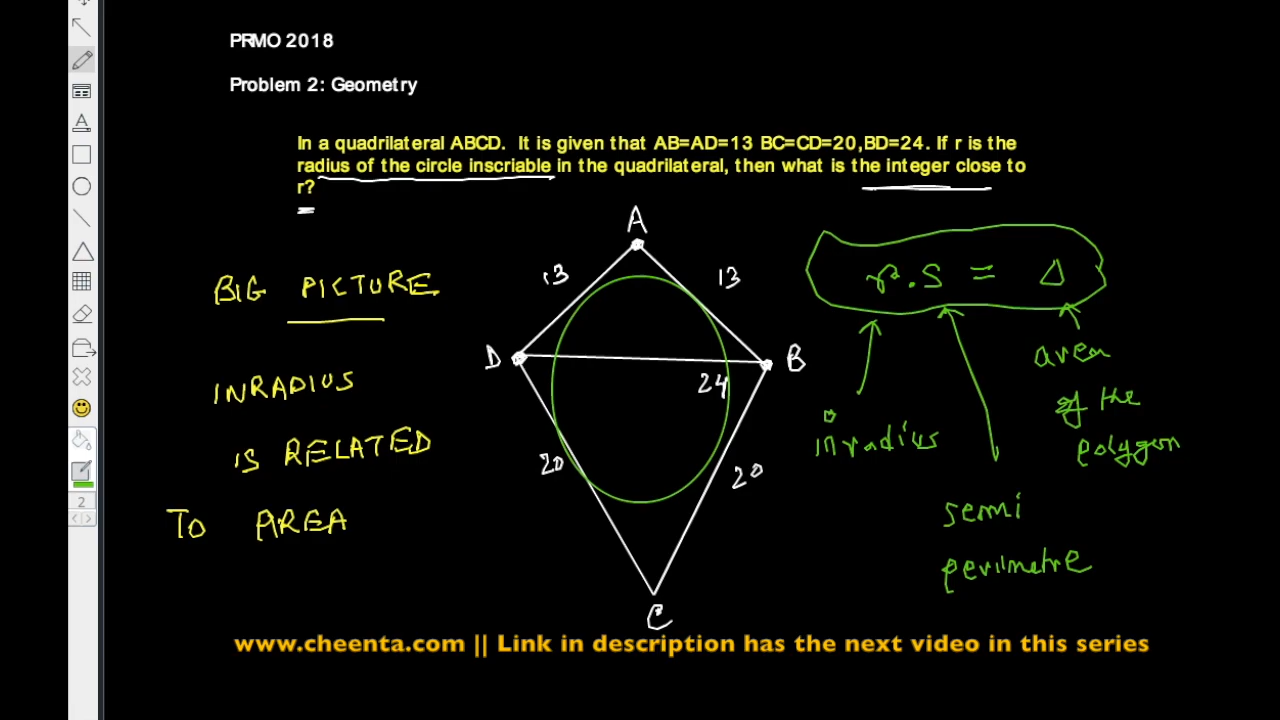 PRMO 2018
Problem 2: Geometry
In a quadrilateral ABCD. It is given that AB=AD=13 BC=CD=20,BD=24. If r is the
radius of the circle inscriable in the quadrilateral, then what is the integer close to
r?
A
13 13
BIG PICTURE
r.s = Δ
D B
24
area
of the
polygon
INRADIUS
inradius
IS RELATED
20 20
TO AREA
semi
perimetre
C
www.cheenta.com || Link in description has the next video in this series
2